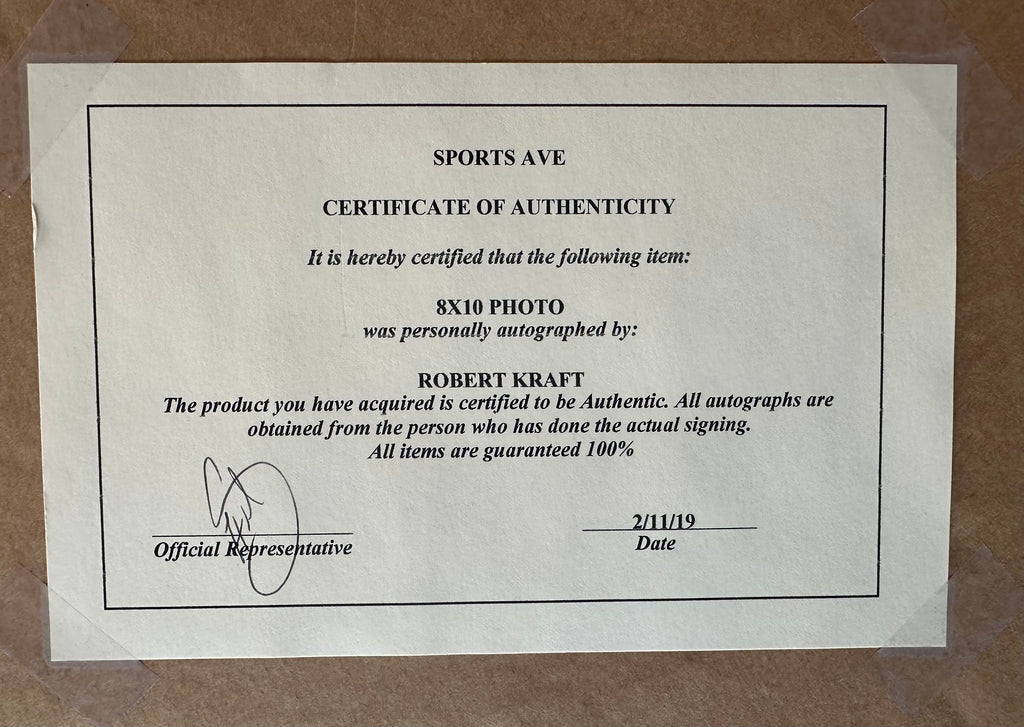 SPORTS AVE
CERTIFICATE OF AUTHENTICITY
It is hereby certified that the following item:
8X10 PHOTO
was personally autographed by:
ROBERT KRAFT
The product you have acquired is certified to be Authentic. All autographs are
obtained from the person who has done the actual signing.
All items are guaranteed 100%
2/11/19
Official Representative
Date